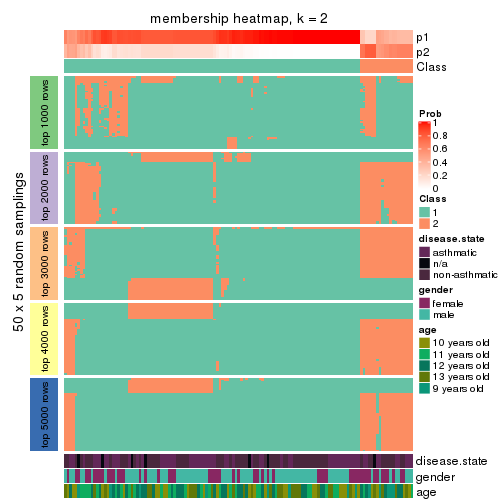 membership heatmap, k = 2
p1
p2
Class
50 x 5 random samplings
top 1000 rows
top 2000 rows
top 3000 rows
top 4000 rows
top 5000 rows
disease.state
gender
age
Prob
1
0.8
0.6
0.4
0.2
0
Class
1
2
disease.state
asthmatic
n/a
non-asthmatic
gender
female
male
age
10 years old
11 years old
12 years old
13 years old
9 years old